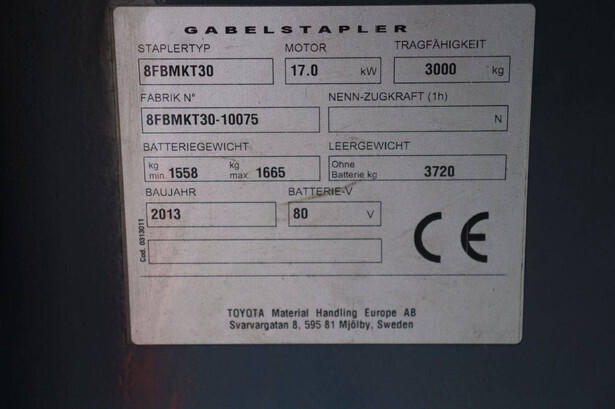 GABELSTAPLER
STAPLERTYP MOTOR TRAGFÄHIGKEIT
8FBMKT30 17.0 kW 3000 kg
FABRIK N° NENN-ZUGKRAFT (1h)
8FBMKT30-10075 N
BATTERIEGEWICHT LEERGEWICHT
kg min. 1558 kg max. 1665 Ohne Batterie kg 3720
BAUJAHR BATTERIE-V
2013 80 V
CE
Cod. 0313011
TOYOTA Material Handling Europe AB
Svarvargatan 8, 595 81 Mjölby, Sweden